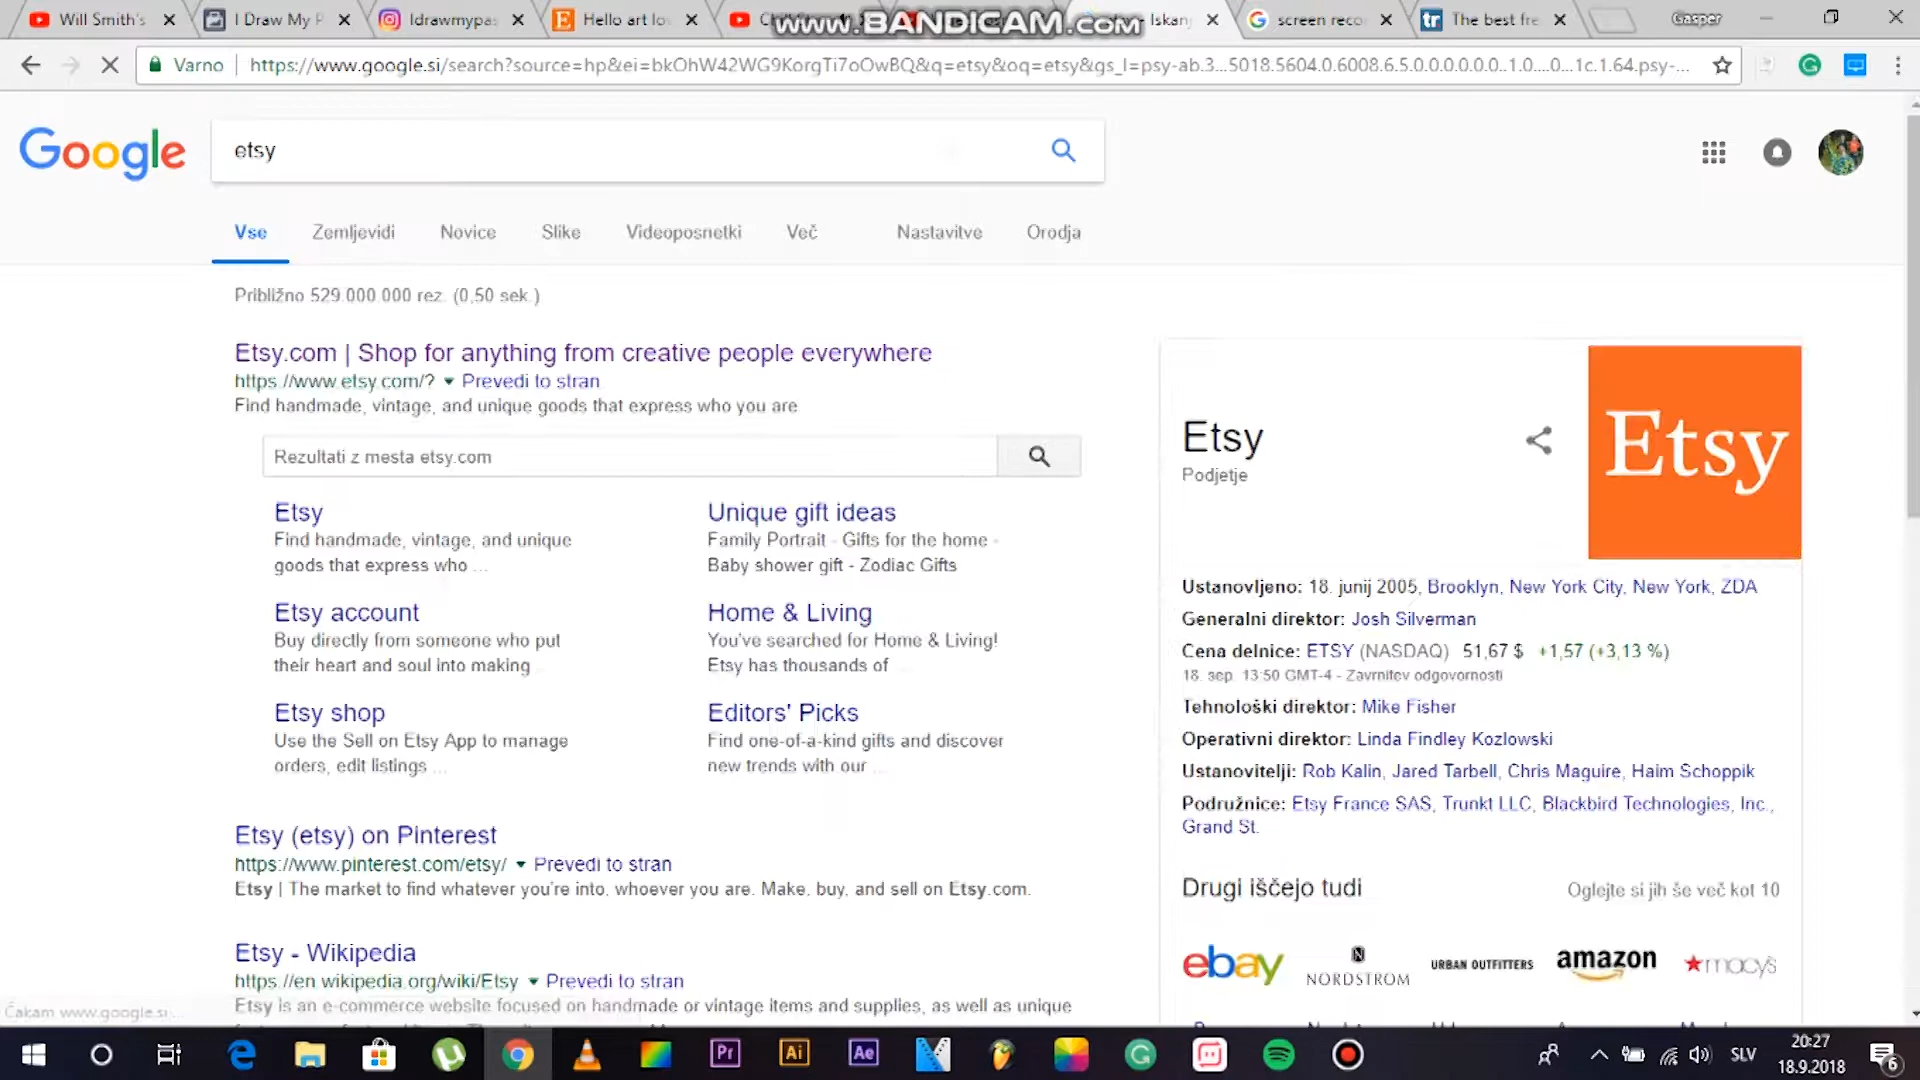 Will Smith's
I Draw My P
Idrawmypas
Hello art lo
www.BANDICAM.com
- Iskanj
screen reco
The best fre
Gasper
Varno
https://www.google.si/search?source=hp&ei=bkOhW42WG9KorgTi7oOwBQ&q=etsy&oq=etsy&gs_l=psy-ab.3...5018.5604.0.6008.6.5.0.0.0.0.0.0..1.0....0...1c.1.64.psy-...
Google
etsy
Vse
Zemljevidi
Novice
Slike
Videoposnetki
Več
Nastavitve
Orodja
Približno 529.000.000 rez. (0,50 sek.)
Etsy.com | Shop for anything from creative people everywhere
https://www.etsy.com/? Prevedi to stran
Find handmade, vintage, and unique goods that express who you are
Rezultati z mesta etsy.com
Etsy
Find handmade, vintage, and unique
goods that express who ...
Unique gift ideas
Family Portrait - Gifts for the home -
Baby shower gift - Zodiac Gifts
Etsy account
Buy directly from someone who put
their heart and soul into making
Home & Living
You've searched for Home & Living!
Etsy has thousands of
Etsy shop
Use the Sell on Etsy App to manage
orders, edit listings ...
Editors' Picks
Find one-of-a-kind gifts and discover
new trends with our ...
Etsy (etsy) on Pinterest
https://www.pinterest.com/etsy/ Prevedi to stran
Etsy | The market to find whatever you're into, whoever you are. Make, buy, and sell on Etsy.com.
Etsy - Wikipedia
https://en.wikipedia.org/wiki/Etsy Prevedi to stran
Etsy is an e-commerce website focused on handmade or vintage items and supplies, as well as unique
Čakam www.google.si...
Etsy
Podjetje
Etsy
Ustanovljeno: 18. junij 2005, Brooklyn, New York City, New York, ZDA
Generalni direktor: Josh Silverman
Cena delnice: ETSY (NASDAQ) 51,67 $ +1,57 (+3,13 %)
18. sep. 13:50 GMT-4 - Zavrnitev odgovornosti
Tehnološki direktor: Mike Fisher
Operativni direktor: Linda Findley Kozlowski
Ustanovitelji: Rob Kalin, Jared Tarbell, Chris Maguire, Haim Schoppik
Podružnice: Etsy France SAS, Trunkt LLC, Blackbird Technologies, Inc.,
Grand St.
Drugi iščejo tudi
Oglejte si jih še več kot 10
ebay
NORDSTROM
URBAN OUTFITTERS
amazon
macy's
Pr
Ai
Ae
SLV
20:27
18.9.2018
6